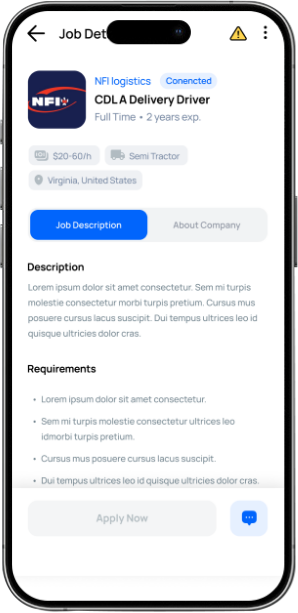 Job Det
NFI logistics Conencted
CDL A Delivery Driver
Full Time • 2 years exp.
NFI
$20-60/h Semi Tractor
Virginia, United States
Job Description About Company
Description
Lorem ipsum dolor sit amet consectetur. Sem mi turpis
molestie consectetur morbi turpis pretium. Cursus mus
posuere cursus lacus suscipit. Dui tempus ultrices leo id
quisque ultricies dolor cras.
Requirements
• Lorem ipsum dolor sit amet consectetur.
• Sem mi turpis molestie consectetur ultrices leo
idmorbi turpis pretium.
• Cursus mus posuere cursus lacus suscipit.
• Dui tempus ultrices leo id quisque ultricies dolor cras.
Apply Now